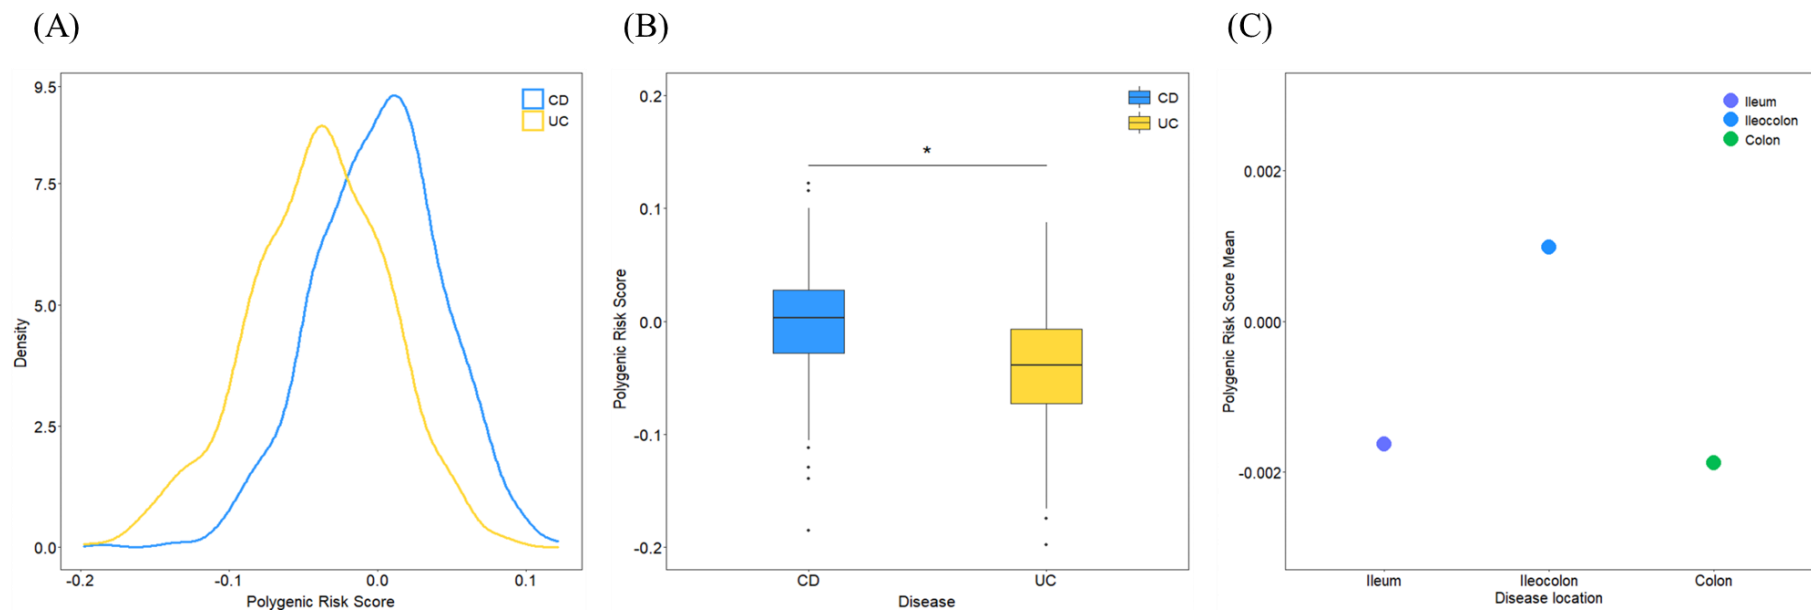 (A)
9.5
7.5
5.0
2.5
0.0
Density
-0.2
-0.1
0.0
0.1
Polygenic Risk Score
CD
UC
(B)
0.2
0.1
0.0
-0.1
-0.2
Polygenic Risk Score
*
CD
UC
CD
UC
Disease
(C)
0.002
0.000
-0.002
Polygenic Risk Score Mean
Ileum
Ileocolon
Colon
Ileum
Ileocolon
Colon
Disease location